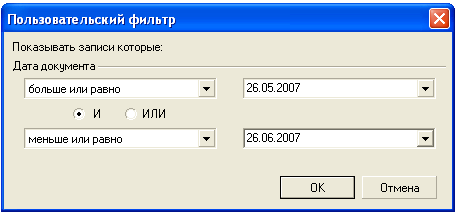 Пользовательский фильтр
Показывать записи которые:
Дата документа
больше или равно 26.05.2007
И ИЛИ
меньше или равно 26.06.2007
OK Отмена